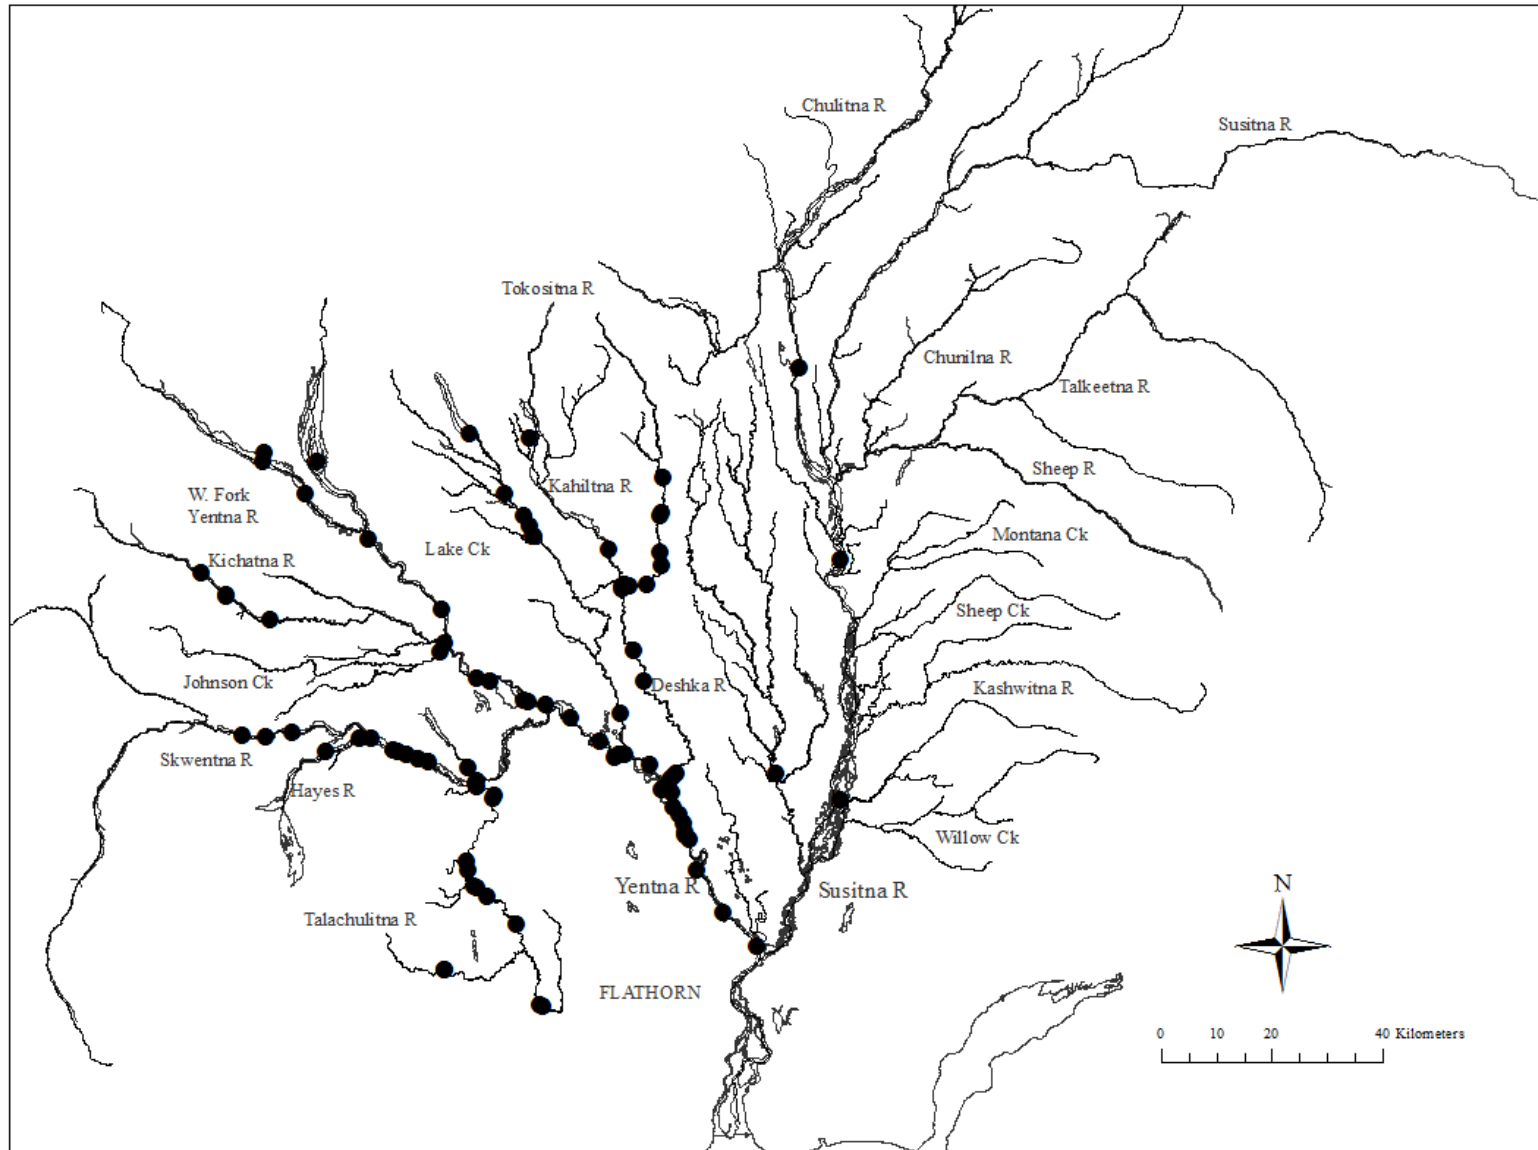 Chulitna R
Susitna R
Tokositna R
Chunilna R
Talkeetna R
Sheep R
W. Fork
Yentna R
Kahiltna R
Montana Ck
Lake Ck
Kichatna R
Sheep Ck
Johnson Ck
Deshka R
Kashwitna R
Skwentna R
Hayes R
Willow Ck
Yentna R
Susitna R
Talachulitna R
N
FLATHORN
0 10 20 40 Kilometers